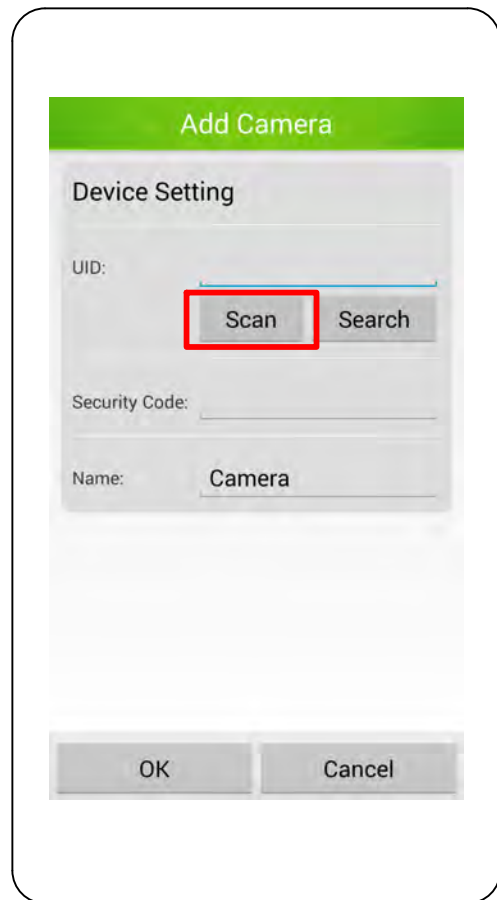 Add Camera
Device Setting
UID:
Scan Search
Security Code:
Name: Camera
OK Cancel